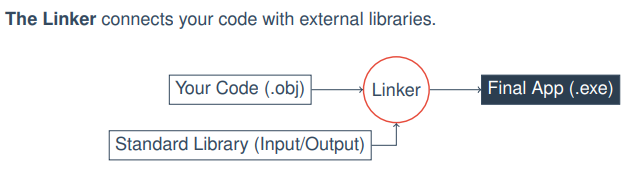 The Linker connects your code with external libraries.
Your Code (.obj)
Linker
Final App (.exe)
Standard Library (Input/Output)